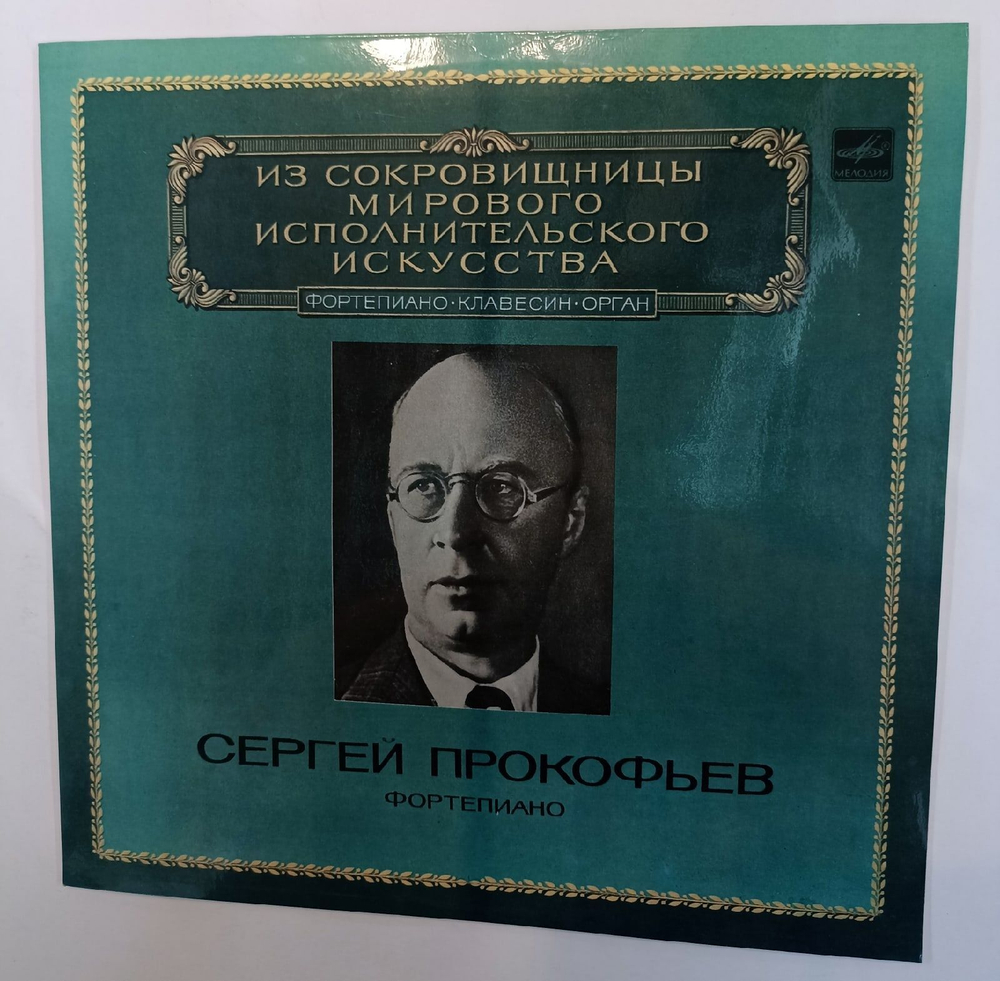 ИЗ СОКРОВИЩНИЦЫ
МИРОВОГО
ИСПОЛНИТЕЛЬСКОГО
ИСКУССТВА
МЕЛОДИЯ
ФОРТЕПИАНО·КЛАВЕСИН·ОРГАН
СЕРГЕЙ ПРОКОФЬЕВ
ФОРТЕПИАНО